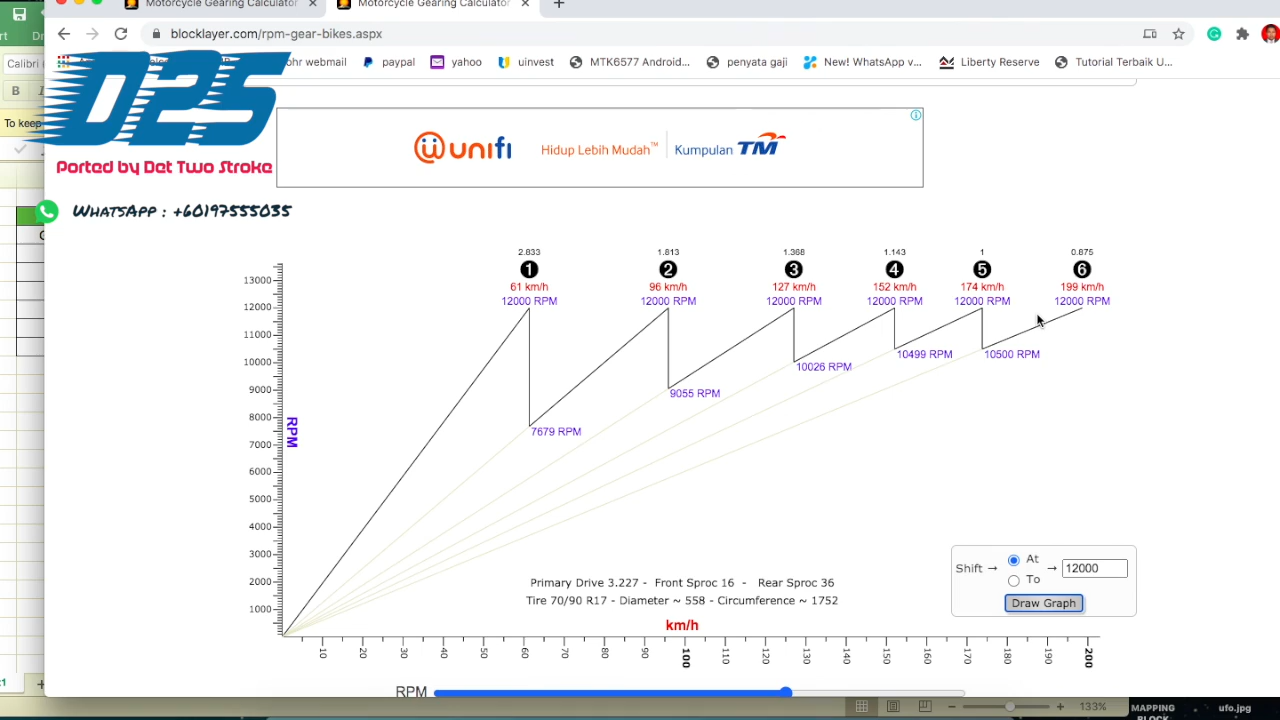 Motorcycle Gearing Calculator
Motorcycle Gearing Calculator
blocklayer.com/rpm-gear-bikes.aspx
Calibri
webmail
paypal
yahoo
uinvest
MTK6577 Android...
penyata gaji
New! WhatsApp v...
Liberty Reserve
Tutorial Terbaik U...
B
I
To keep
D2S
Ported by Det Two Stroke
WhatsApp : +60197555035
unifi
Hidup Lebih Mudah™
Kumpulan TM
2.833 1.813 1.368 1.143 1 0.875
1 2 3 4 5 6
61 km/h 96 km/h 127 km/h 152 km/h 174 km/h 199 km/h
12000 RPM 12000 RPM 12000 RPM 12000 RPM 12000 RPM 12000 RPM
13000
12000
11000
10000
9000
8000
7000
6000
5000
4000
3000
2000
1000
RPM
10499 RPM
10500 RPM
10026 RPM
9055 RPM
7679 RPM
Shift → At To → 12000
Draw Graph
Primary Drive 3.227 - Front Sproc 16 - Rear Sproc 36
Tire 70/90 R17 - Diameter ~ 558 - Circumference ~ 1752
km/h
10 20 30 40 50 60 70 80 90 100 110 120 130 140 150 160 170 180 190 200
RPM
133%
MAPPING
BLOCK
ufo.jpg